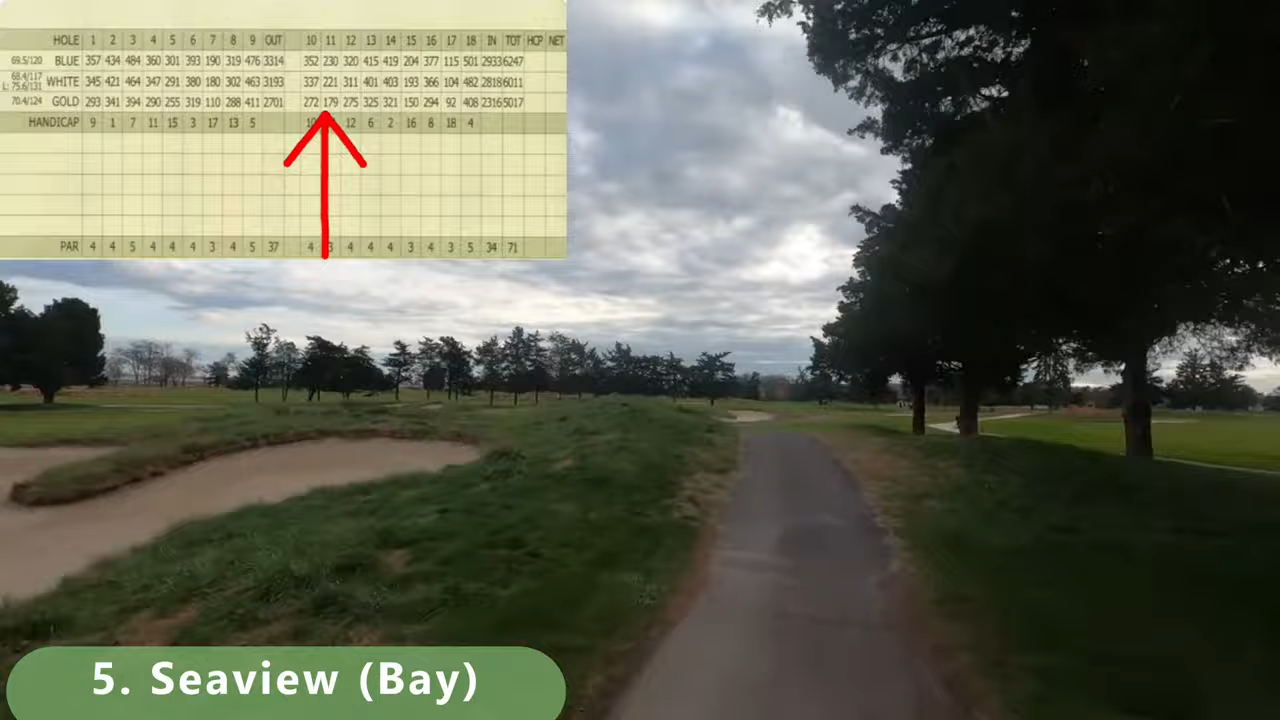 HOLE 1 2 3 4 5 6 7 8 9 OUT 10 11 12 13 14 15 16 17 18 IN TOT HCP NET
69.5/120 BLUE 357 434 484 360 301 393 190 319 476 3314 352 230 320 415 419 204 377 115 501 2933 6247
68.4/117
L: 75.6/131 WHITE 345 421 464 347 291 380 180 302 463 3193 337 221 311 401 403 193 366 104 482 2818 6011
70.4/124 GOLD 293 341 394 290 255 319 110 288 411 2701 272 179 275 325 321 150 294 92 408 2316 5017
HANDICAP 9 1 7 11 15 3 17 13 5 10 12 6 2 16 8 18 4
PAR 4 4 5 4 4 4 3 4 5 37 4 3 4 4 4 3 4 3 5 34 71
5. Seaview (Bay)